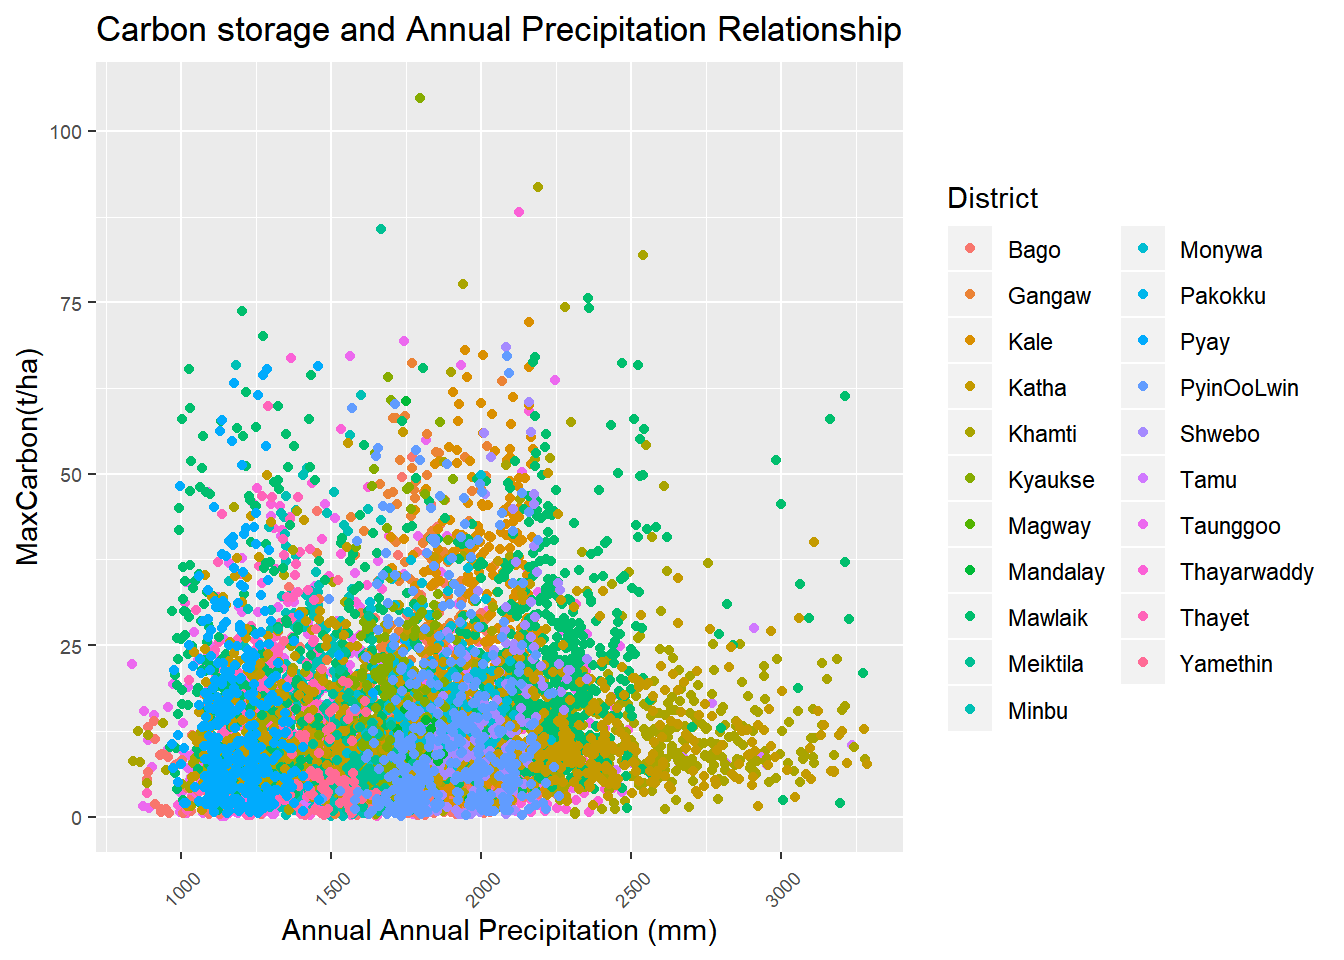 Carbon storage and Annual Precipitation Relationship
MaxCarbon(t/ha)
100
75
50
25
0
1000
1500
2000
2500
3000
Annual Annual Precipitation (mm)
District
Bago
Gangaw
Kale
Katha
Khamti
Kyaukse
Magway
Mandalay
Mawlaik
Meiktila
Minbu
Monywa
Pakokku
Pyay
PyinOoLwin
Shwebo
Tamu
Taunggoo
Thayarwaddy
Thayet
Yamethin